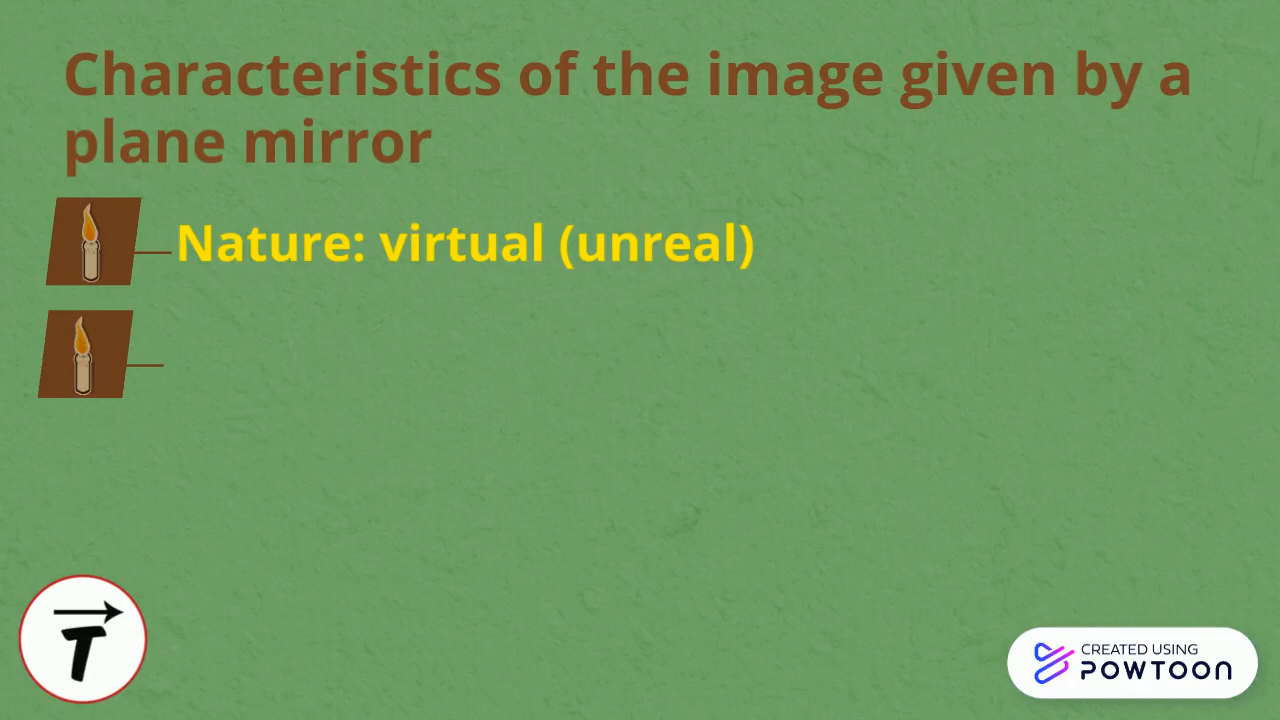 Characteristics of the image given by a
plane mirror
Nature: virtual (unreal)
T
CREATED USING
POWTOON